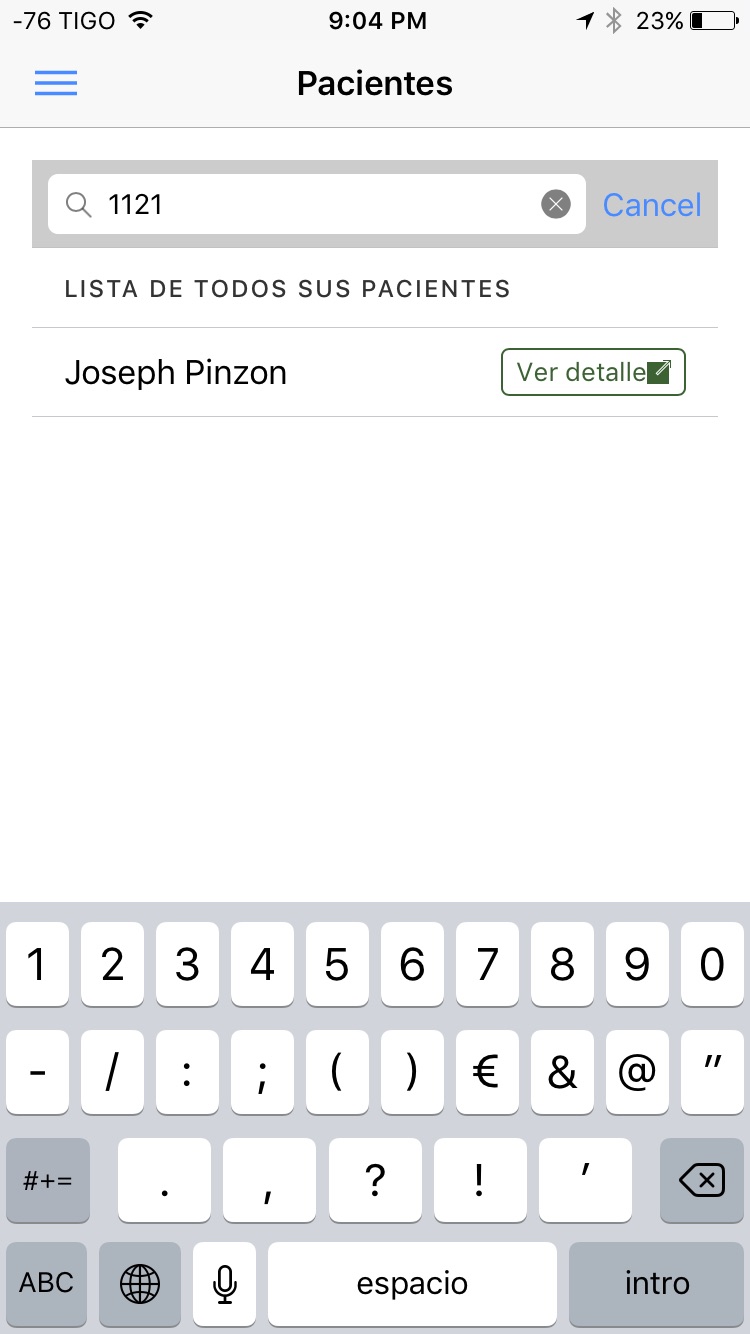 -76 TIGO 9:04 PM 23%
Pacientes
1121 Cancel
LISTA DE TODOS SUS PACIENTES
Joseph Pinzon Ver detalle
1 2 3 4 5 6 7 8 9 0
- / : ; ( ) € & @ "
#+= . , ? ! '
ABC espacio intro